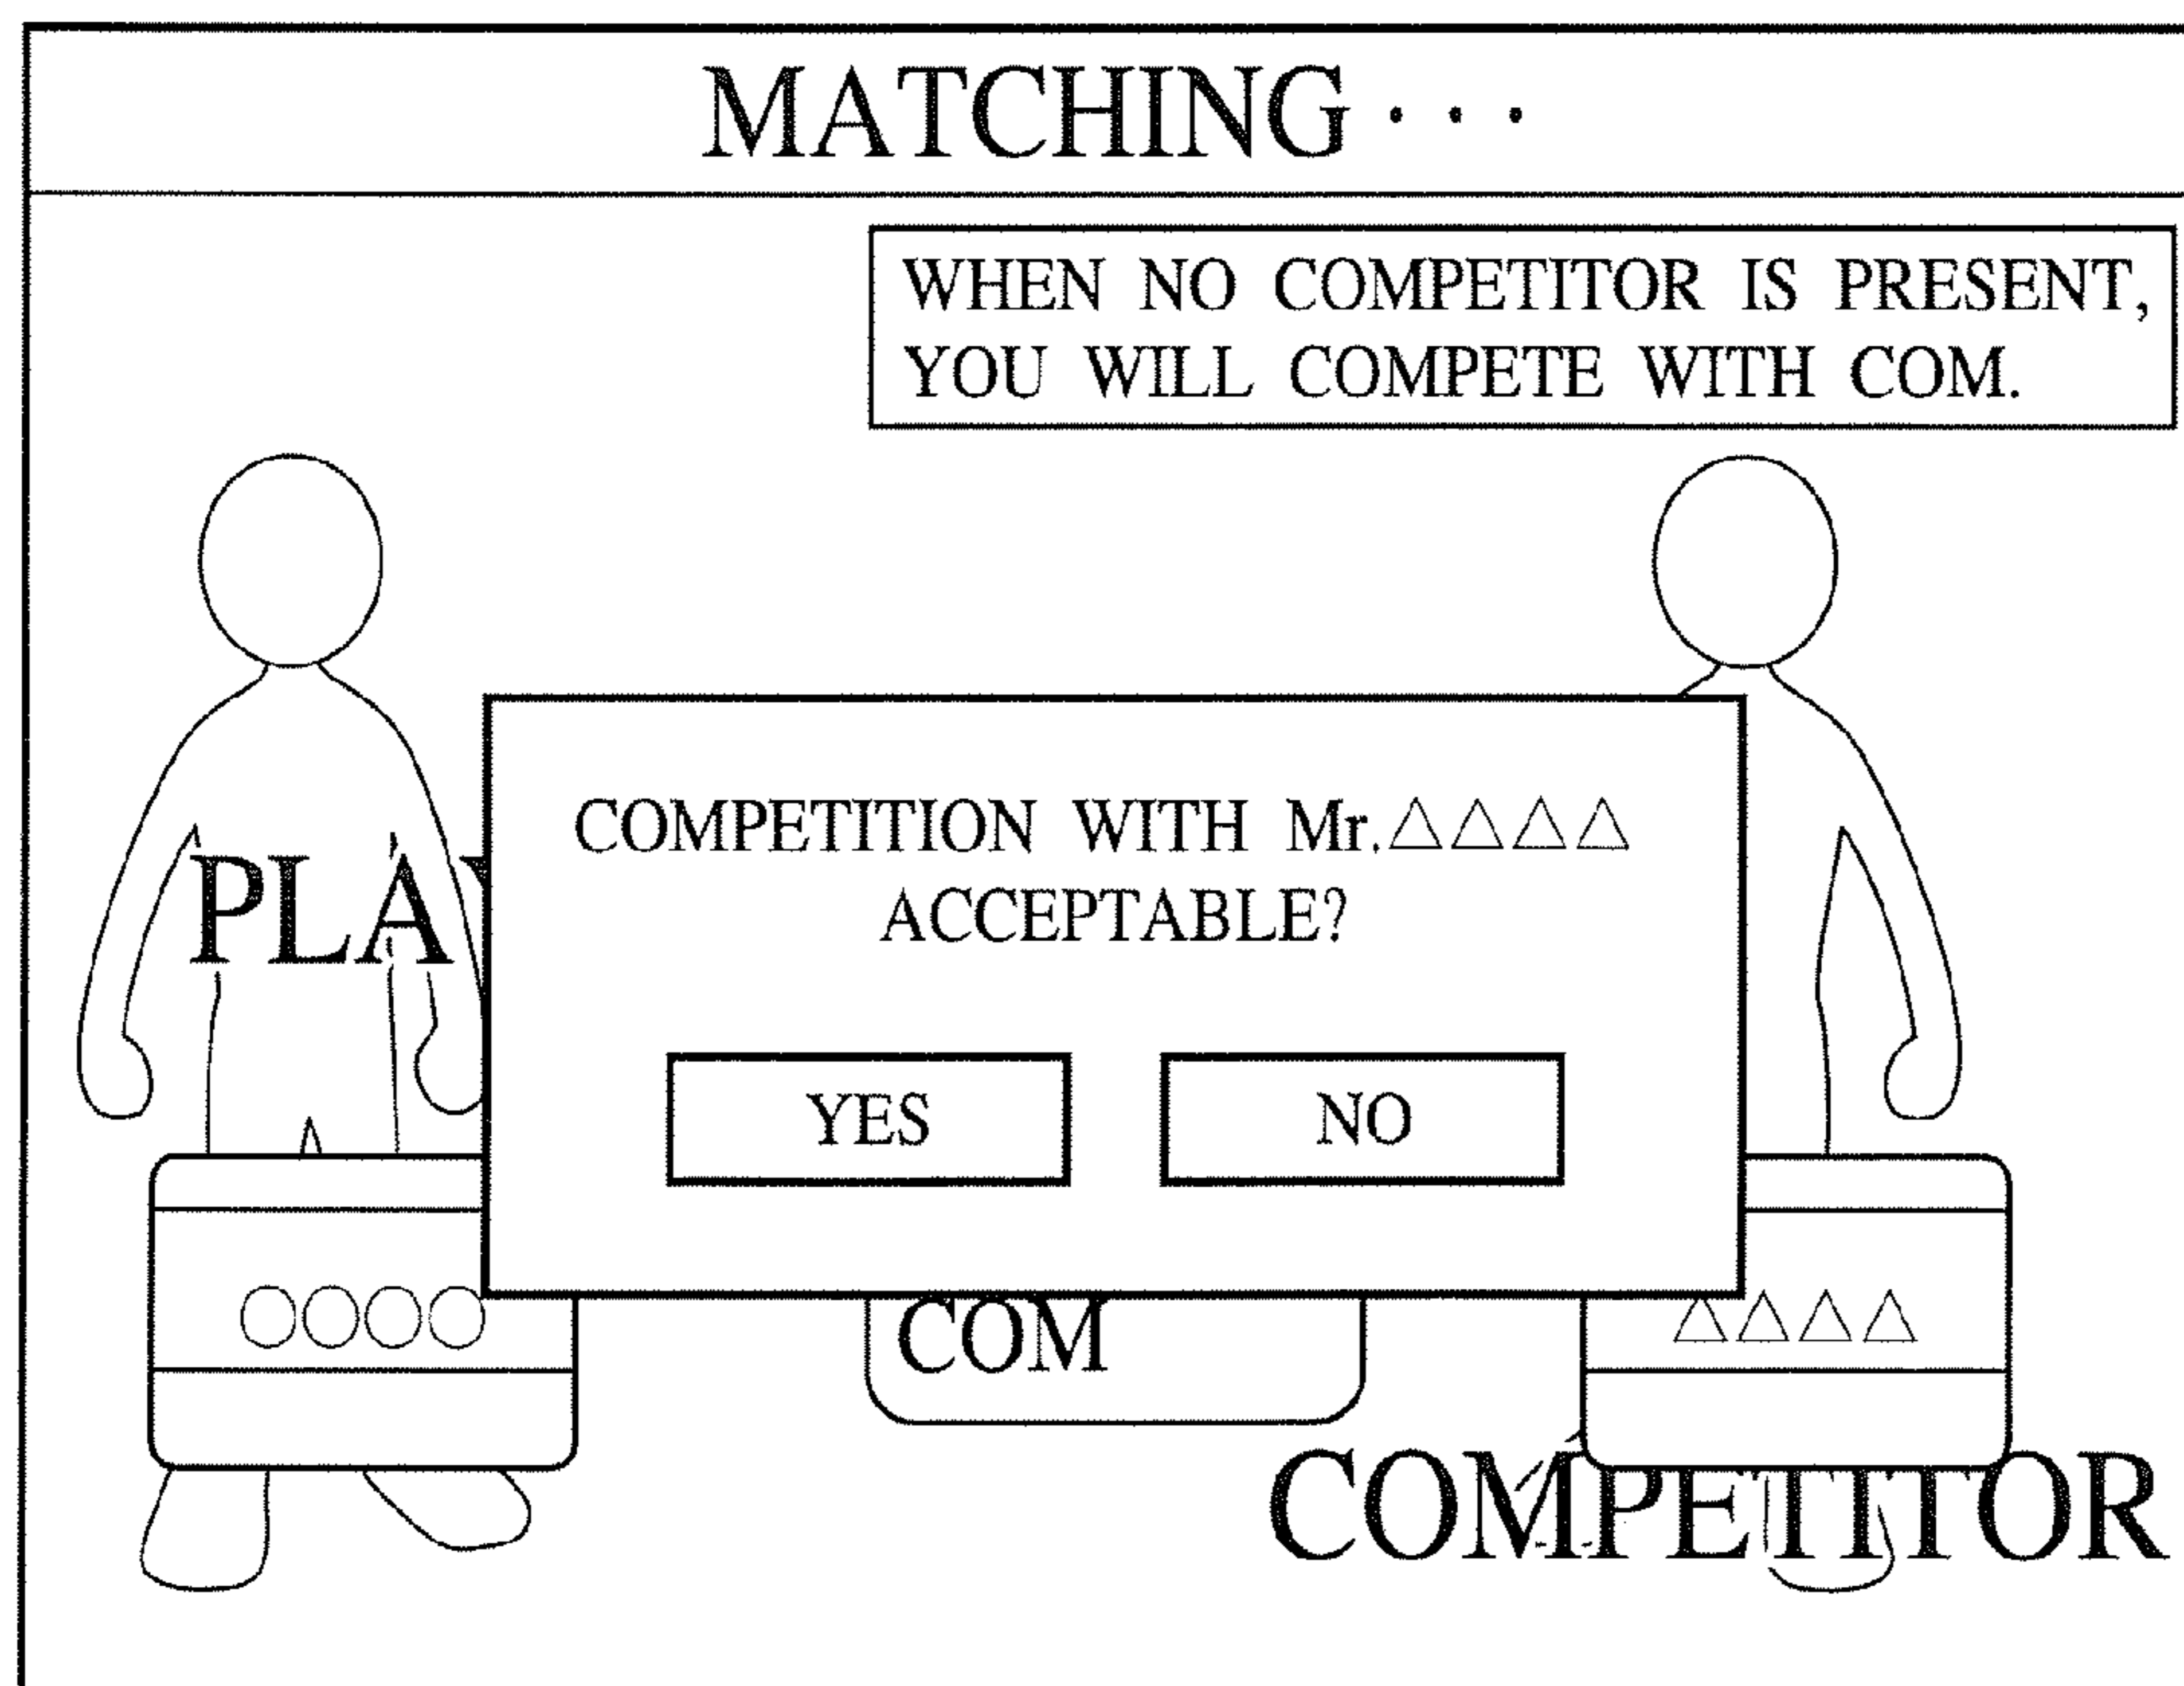 MATCHING · · ·
WHEN NO COMPETITOR IS PRESENT,
YOU WILL COMPETE WITH COM.
COMPETITION WITH Mr.△△△△
ACCEPTABLE?
PLAY
YES
NO
○○○○
COM
△△△△
COMPETITOR